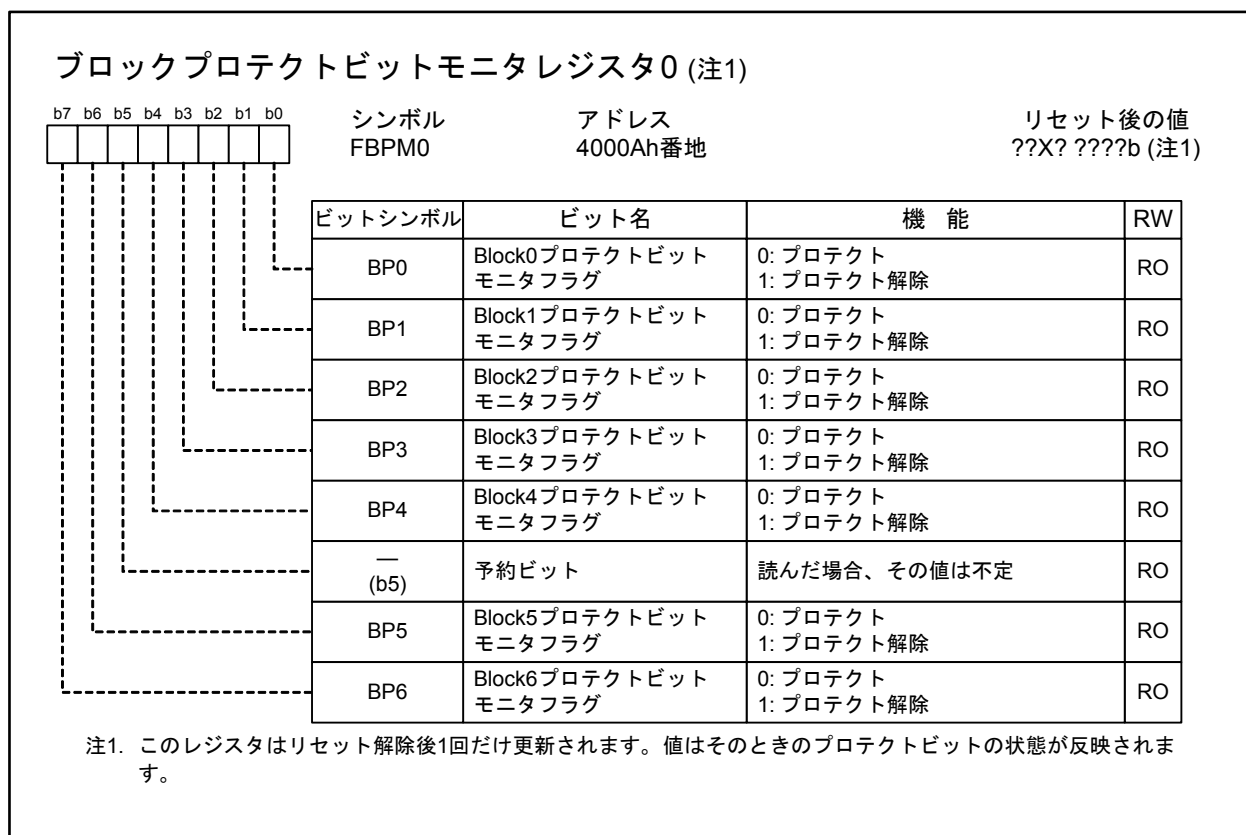 ブロックプロテクトビットモニタレジスタ0 (注1)
b7 b6 b5 b4 b3 b2 b1 b0
シンボル アドレス リセット後の値
FBPM0 4000Ah番地 ??X? ????b (注1)
ビットシンボル ビット名 機 能 RW
BP0 Block0プロテクトビット 0: プロテクト RO
モニタフラグ 1: プロテクト解除
BP1 Block1プロテクトビット 0: プロテクト RO
モニタフラグ 1: プロテクト解除
BP2 Block2プロテクトビット 0: プロテクト RO
モニタフラグ 1: プロテクト解除
BP3 Block3プロテクトビット 0: プロテクト RO
モニタフラグ 1: プロテクト解除
BP4 Block4プロテクトビット 0: プロテクト RO
モニタフラグ 1: プロテクト解除
— 予約ビット 読んだ場合、その値は不定 RO
(b5)
BP5 Block5プロテクトビット 0: プロテクト RO
モニタフラグ 1: プロテクト解除
BP6 Block6プロテクトビット 0: プロテクト RO
モニタフラグ 1: プロテクト解除
注1. このレジスタはリセット解除後1回だけ更新されます。値はそのときのプロテクトビットの状態が反映されま
す。